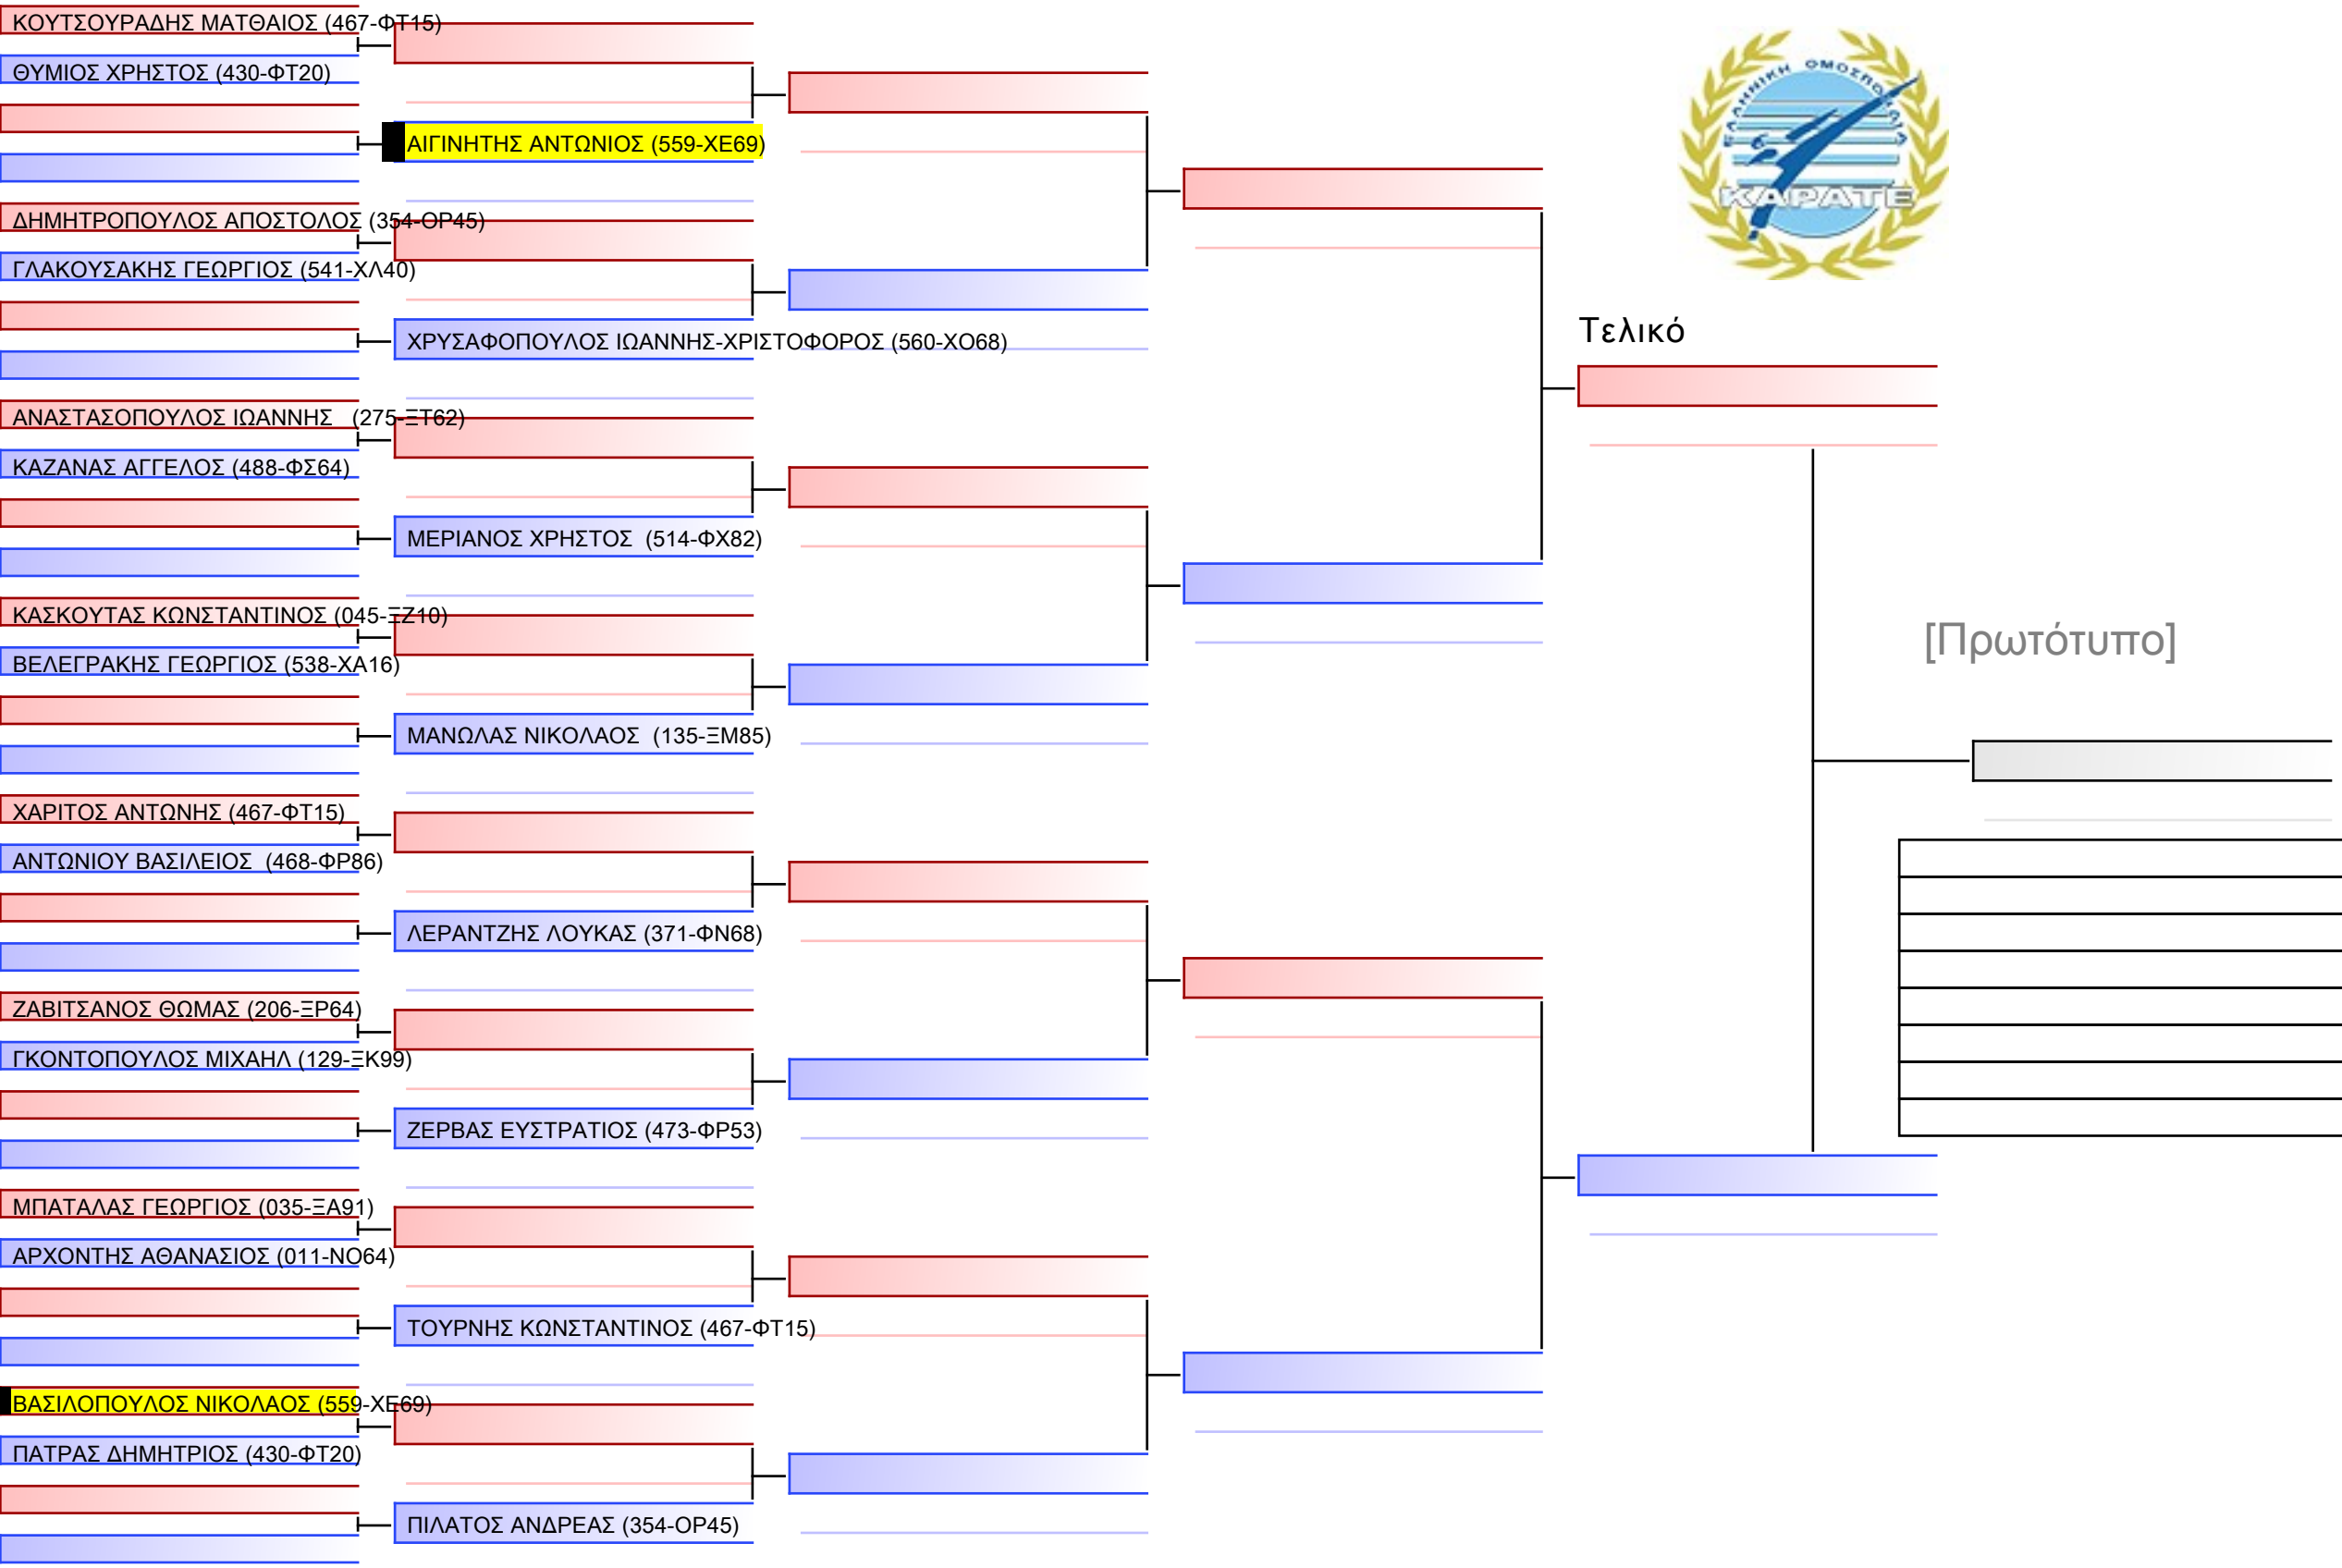 ΚΟΥΤΣΟΥΡΑΔΗΣ ΜΑΤΘΑΙΟΣ (467-ΦΤ15)
ΘΥΜΙΟΣ ΧΡΗΣΤΟΣ (430-ΦΤ20)
ΑΙΓΙΝΗΤΗΣ ΑΝΤΩΝΙΟΣ (559-ΧΕ69)
ΔΗΜΗΤΡΟΠΟΥΛΟΣ ΑΠΟΣΤΟΛΟΣ (354-ΟΡ45)
ΓΛΑΚΟΥΣΑΚΗΣ ΓΕΩΡΓΙΟΣ (541-ΧΛ40)
ΧΡΥΣΑΦΟΠΟΥΛΟΣ ΙΩΑΝΝΗΣ-ΧΡΙΣΤΟΦΟΡΟΣ (560-ΧΟ68)
ΑΝΑΣΤΑΣΟΠΟΥΛΟΣ ΙΩΑΝΝΗΣ (275-ΞΤ62)
ΚΑΖΑΝΑΣ ΑΓΓΕΛΟΣ (488-ΦΣ64)
ΜΕΡΙΑΝΟΣ ΧΡΗΣΤΟΣ (514-ΦΧ82)
ΚΑΣΚΟΥΤΑΣ ΚΩΝΣΤΑΝΤΙΝΟΣ (045-ΞΖ10)
ΒΕΛΕΓΡΑΚΗΣ ΓΕΩΡΓΙΟΣ (538-ΧΑ16)
ΜΑΝΩΛΑΣ ΝΙΚΟΛΑΟΣ (135-ΞΜ85)
ΧΑΡΙΤΟΣ ΑΝΤΩΝΗΣ (467-ΦΤ15)
ΑΝΤΩΝΙΟΥ ΒΑΣΙΛΕΙΟΣ (468-ΦΡ86)
ΛΕΡΑΝΤΖΗΣ ΛΟΥΚΑΣ (371-ΦΝ68)
ΖΑΒΙΤΣΑΝΟΣ ΘΩΜΑΣ (206-ΞΡ64)
ΓΚΟΝΤΟΠΟΥΛΟΣ ΜΙΧΑΗΛ (129-ΞΚ99)
ΖΕΡΒΑΣ ΕΥΣΤΡΑΤΙΟΣ (473-ΦΡ53)
ΜΠΑΤΑΛΑΣ ΓΕΩΡΓΙΟΣ (035-ΞΑ91)
ΑΡΧΟΝΤΗΣ ΑΘΑΝΑΣΙΟΣ (011-ΝΟ64)
ΤΟΥΡΝΗΣ ΚΩΝΣΤΑΝΤΙΝΟΣ (467-ΦΤ15)
ΒΑΣΙΛΟΠΟΥΛΟΣ ΝΙΚΟΛΑΟΣ (559-ΧΕ69)
ΠΑΤΡΑΣ ΔΗΜΗΤΡΙΟΣ (430-ΦΤ20)
ΠΙΛΑΤΟΣ ΑΝΔΡΕΑΣ (354-ΟΡ45)
ΕΛΛΗΝΙΚΗ ΟΜΟΣΠΟΝΔΙΑ
ΚΑΡΑΤΕ
Τελικό
[Πρωτότυπο]